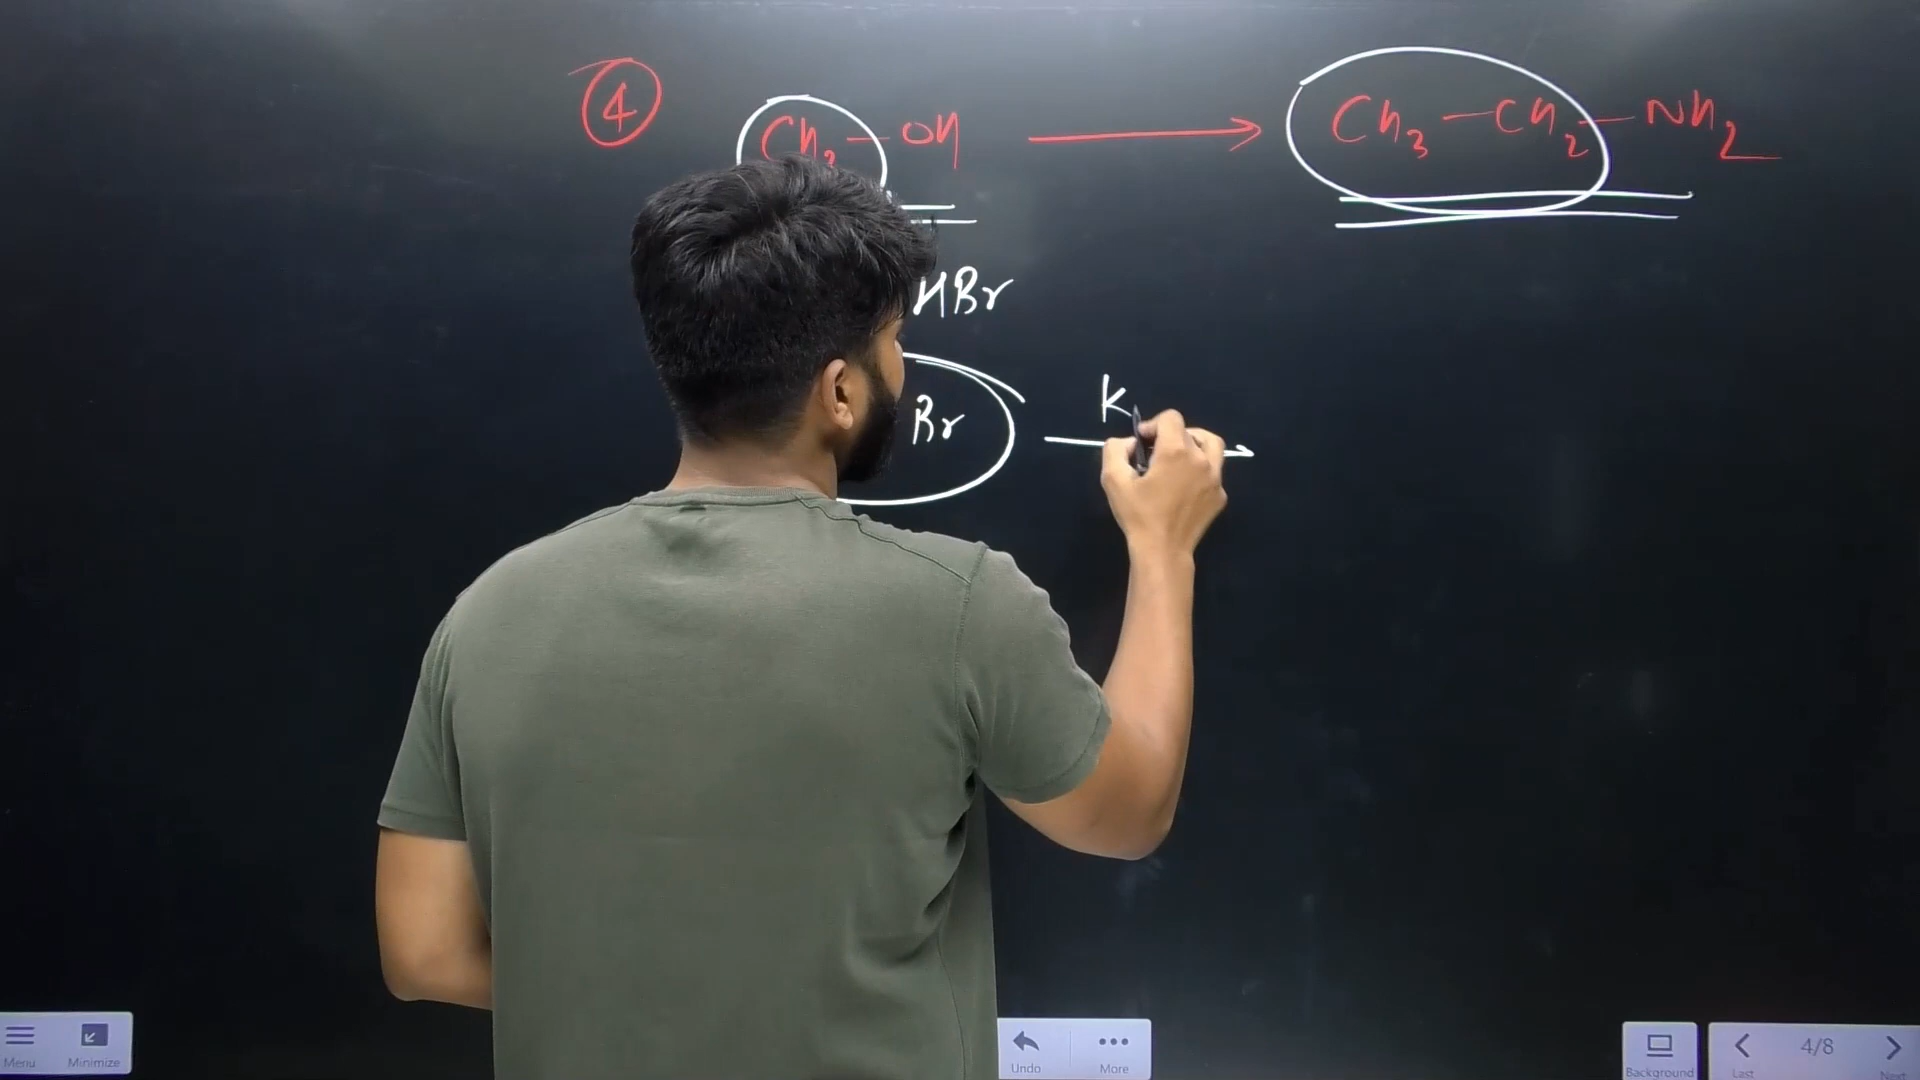 ④ CH3 — OH ⟶ CH3 — CH2 — NH2
HBr
Br K
Menu Minimize Undo More Background Last 4/8 Next